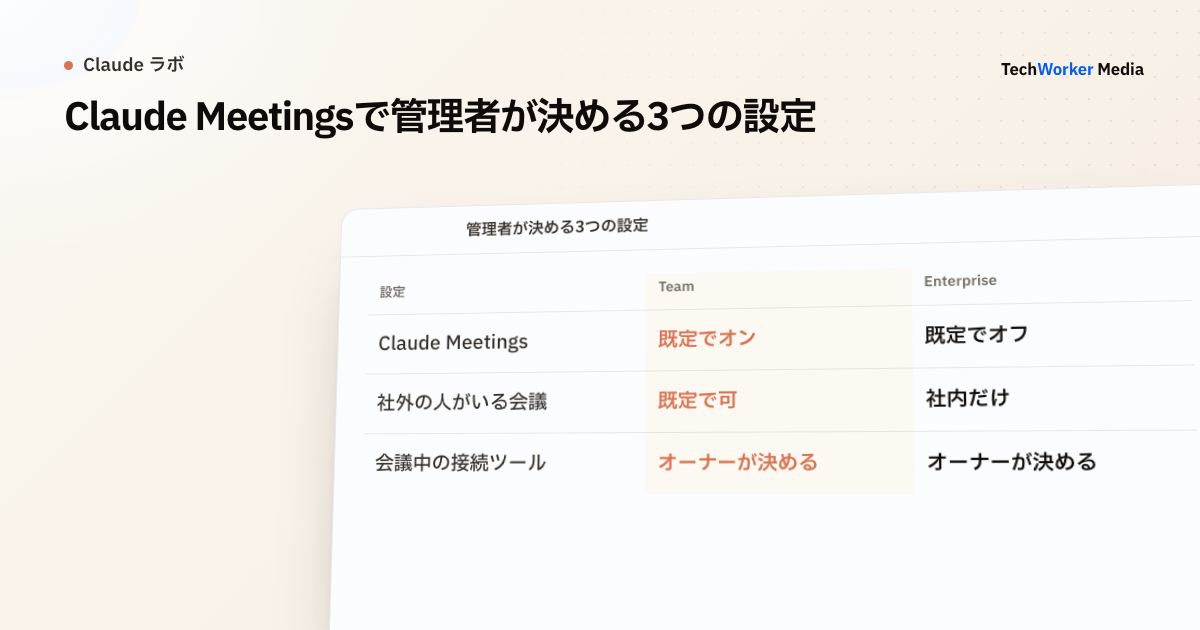 Claude ラボ
TechWorker Media
Claude Meetingsで管理者が決める3つの設定
管理者が決める3つの設定
設定 Team Enterprise
Claude Meetings 既定でオン 既定でオフ
社外の人がいる会議 既定で可 社内だけ
会議中の接続ツール オーナーが決める オーナーが決める